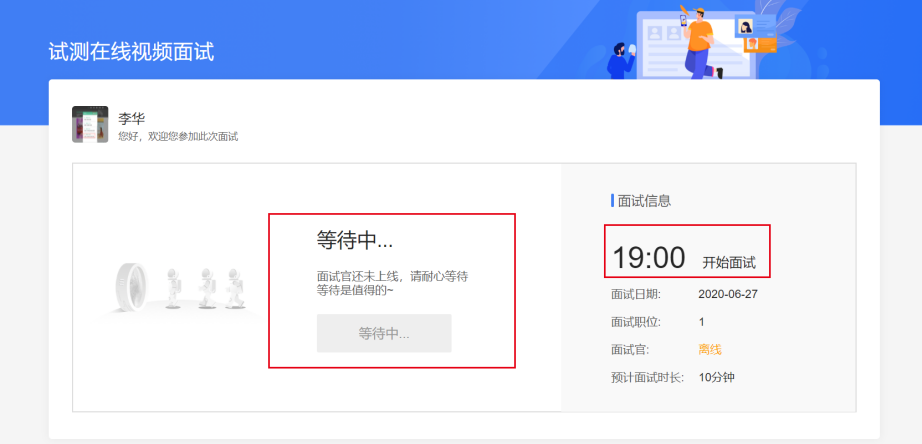 试测在线视频面试
李华
您好，欢迎您参加此次面试
等待中...
面试官还未上线，请耐心等待
等待是值得的~
等待中...
面试信息
19:00 开始面试
面试日期: 2020-06-27
面试职位: 1
面试官: 离线
预计面试时长: 10分钟